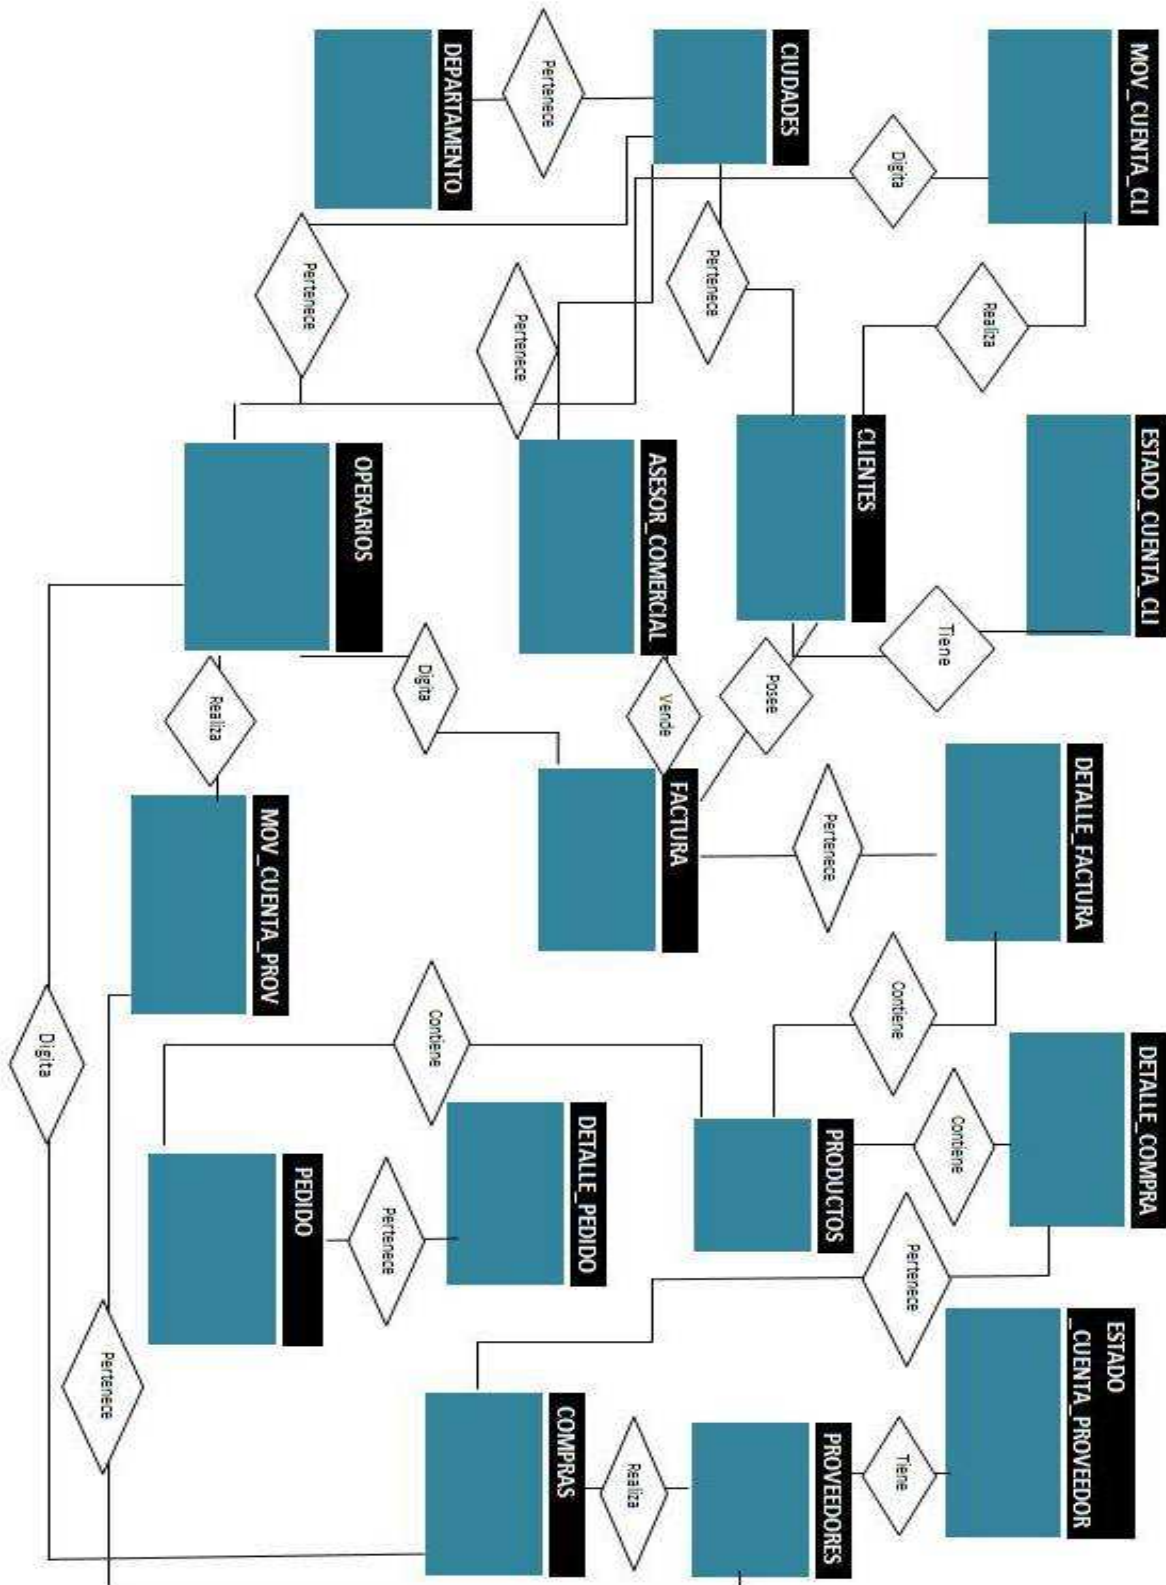 MOV_CUENTA_CLI
ESTADO_CUENTA_CLI
DETALLE_FACTURA
DETALLE_COMPRA
ESTADO
_CUENTA_PROVEEDOR
Digita
Realiza
Tiene
Contiene
Contiene
Pertenece
Tiene
CIUDADES
Pertenece
CLIENTES
Posee
Pertenece
PRODUCTOS
PROVEEDORES
Pertenece
Pertenece
ASESOR_COMERCIAL
Vende
FACTURA
DETALLE_PEDIDO
Realiza
COMPRAS
DEPARTAMENTO
Digita
Contiene
Pertenece
Pertenece
OPERARIOS
Realiza
MOV_CUENTA_PROV
PEDIDO
Digita
Pertenece